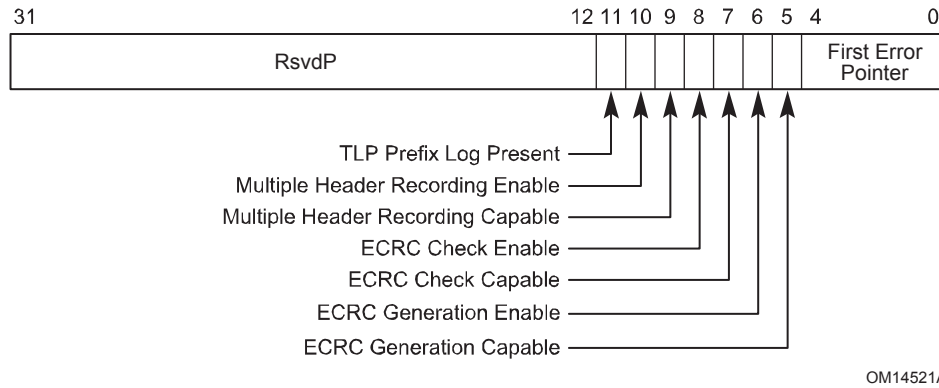 31 12 11 10 9 8 7 6 5 4 0
RsvdP
First Error
Pointer
TLP Prefix Log Present
Multiple Header Recording Enable
Multiple Header Recording Capable
ECRC Check Enable
ECRC Check Capable
ECRC Generation Enable
ECRC Generation Capable
OM14521A